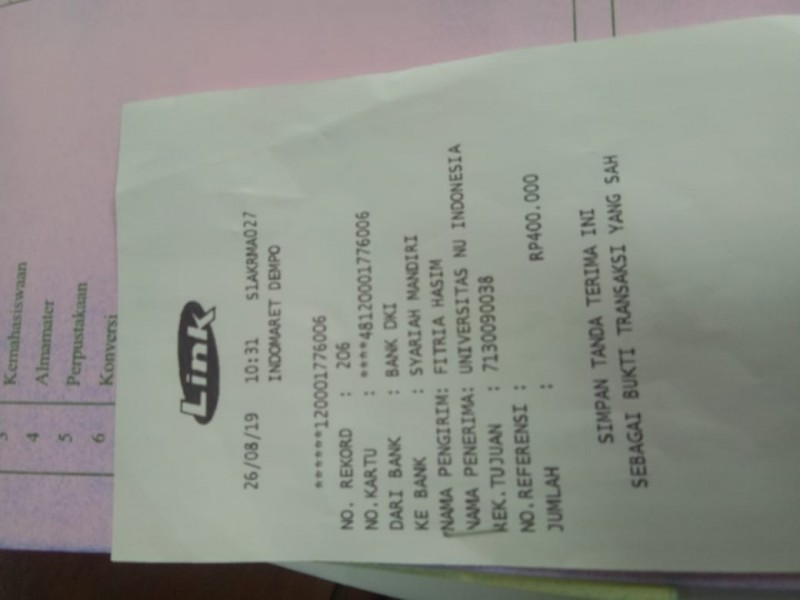 3 Kemahasiswaan
4 Almamater
5 Perpustakaan
6 Konversi
Link
26/08/19 10:31 S1AKRMA027
INDOMARET DEMPO
******120001776006
NO. REKORD : 206
NO.KARTU : ****48120001776006
DARI BANK : BANK DKI
KE BANK : SYARIAH MANDIRI
NAMA PENGIRIM: FITRIA HASIM
NAMA PENERIMA: UNIVERSITAS NU INDONESIA
REK.TUJUAN : 7130090038
NO.REFERENSI :
JUMLAH : RP400.000
SIMPAN TANDA TERIMA INI
SEBAGAI BUKTI TRANSAKSI YANG SAH